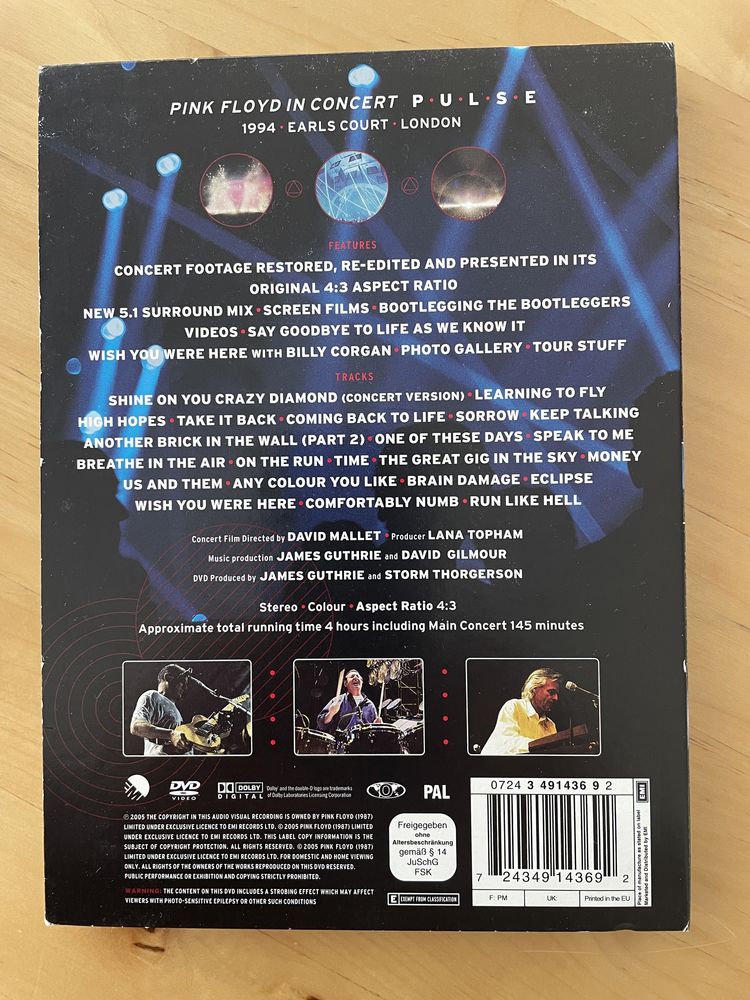 PINK FLOYD IN CONCERT P·U·L·S·E
1994 · EARLS COURT · LONDON
FEATURES
CONCERT FOOTAGE RESTORED, RE-EDITED AND PRESENTED IN ITS
ORIGINAL 4:3 ASPECT RATIO
NEW 5.1 SURROUND MIX · SCREEN FILMS · BOOTLEGGING THE BOOTLEGGERS
VIDEOS · SAY GOODBYE TO LIFE AS WE KNOW IT
WISH YOU WERE HERE WITH BILLY CORGAN · PHOTO GALLERY · TOUR STUFF
TRACKS
SHINE ON YOU CRAZY DIAMOND (CONCERT VERSION) · LEARNING TO FLY
HIGH HOPES · TAKE IT BACK · COMING BACK TO LIFE · SORROW · KEEP TALKING
ANOTHER BRICK IN THE WALL (PART 2) · ONE OF THESE DAYS · SPEAK TO ME
BREATHE IN THE AIR · ON THE RUN · TIME · THE GREAT GIG IN THE SKY · MONEY
US AND THEM · ANY COLOUR YOU LIKE · BRAIN DAMAGE · ECLIPSE
WISH YOU WERE HERE · COMFORTABLY NUMB · RUN LIKE HELL
Concert Film Directed by DAVID MALLET · Producer LANA TOPHAM
Music production JAMES GUTHRIE and DAVID GILMOUR
DVD Produced by JAMES GUTHRIE and STORM THORGERSON
Stereo · Colour · Aspect Ratio 4:3
Approximate total running time 4 hours including Main Concert 145 minutes
DVD VIDEO
DOLBY DIGITAL
'Dolby' and the double-D logo are trademarks
of Dolby Laboratories Licensing Corporation
PAL
℗ 2005 THE COPYRIGHT IN THIS AUDIO VISUAL RECORDING IS OWNED BY PINK FLOYD (1987)
LIMITED UNDER EXCLUSIVE LICENCE TO EMI RECORDS LTD. © 2005 PINK FLOYD (1987) LIMITED
UNDER EXCLUSIVE LICENCE TO EMI RECORDS LTD. THIS LABEL COPY INFORMATION IS THE
SUBJECT OF COPYRIGHT PROTECTION. ALL RIGHTS RESERVED. © 2005 PINK FLOYD (1987)
LIMITED UNDER EXCLUSIVE LICENCE TO EMI RECORDS LTD. FOR DOMESTIC AND HOME VIEWING
ONLY. ALL RIGHTS OF THE OWNERS OF THE WORKS REPRODUCED ON THIS DVD RESERVED.
PUBLIC PERFORMANCE OR EXHIBITION AND COPYING STRICTLY PROHIBITED.
WARNING: THE CONTENT ON THIS DVD INCLUDES A STROBING EFFECT WHICH MAY AFFECT
VIEWERS WITH PHOTO-SENSITIVE EPILEPSY OR OTHER SUCH CONDITIONS
Freigegeben
ohne
Altersbeschränkung
gemäß § 14
JuSchG
FSK
E EXEMPT FROM CLASSIFICATION
0724 3 491436 9 2
7 24349 14369 2
F: PM
UK:
Printed in the EU
EMI
Place of manufacture as stated on label
Marketed and Distributed by EMI